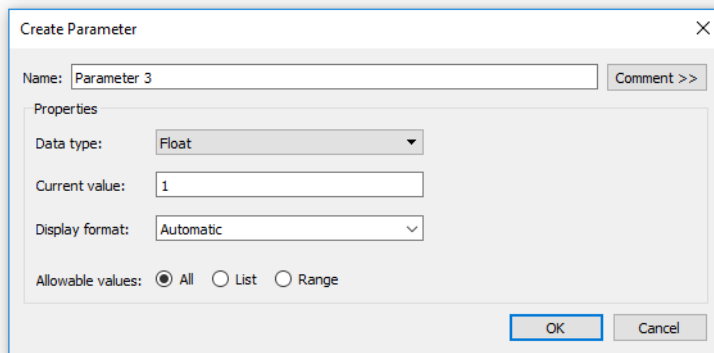 Create Parameter
Name: Parameter 3 Comment >>
Properties
Data type: Float
Current value: 1
Display format: Automatic
Allowable values: All List Range
OK Cancel